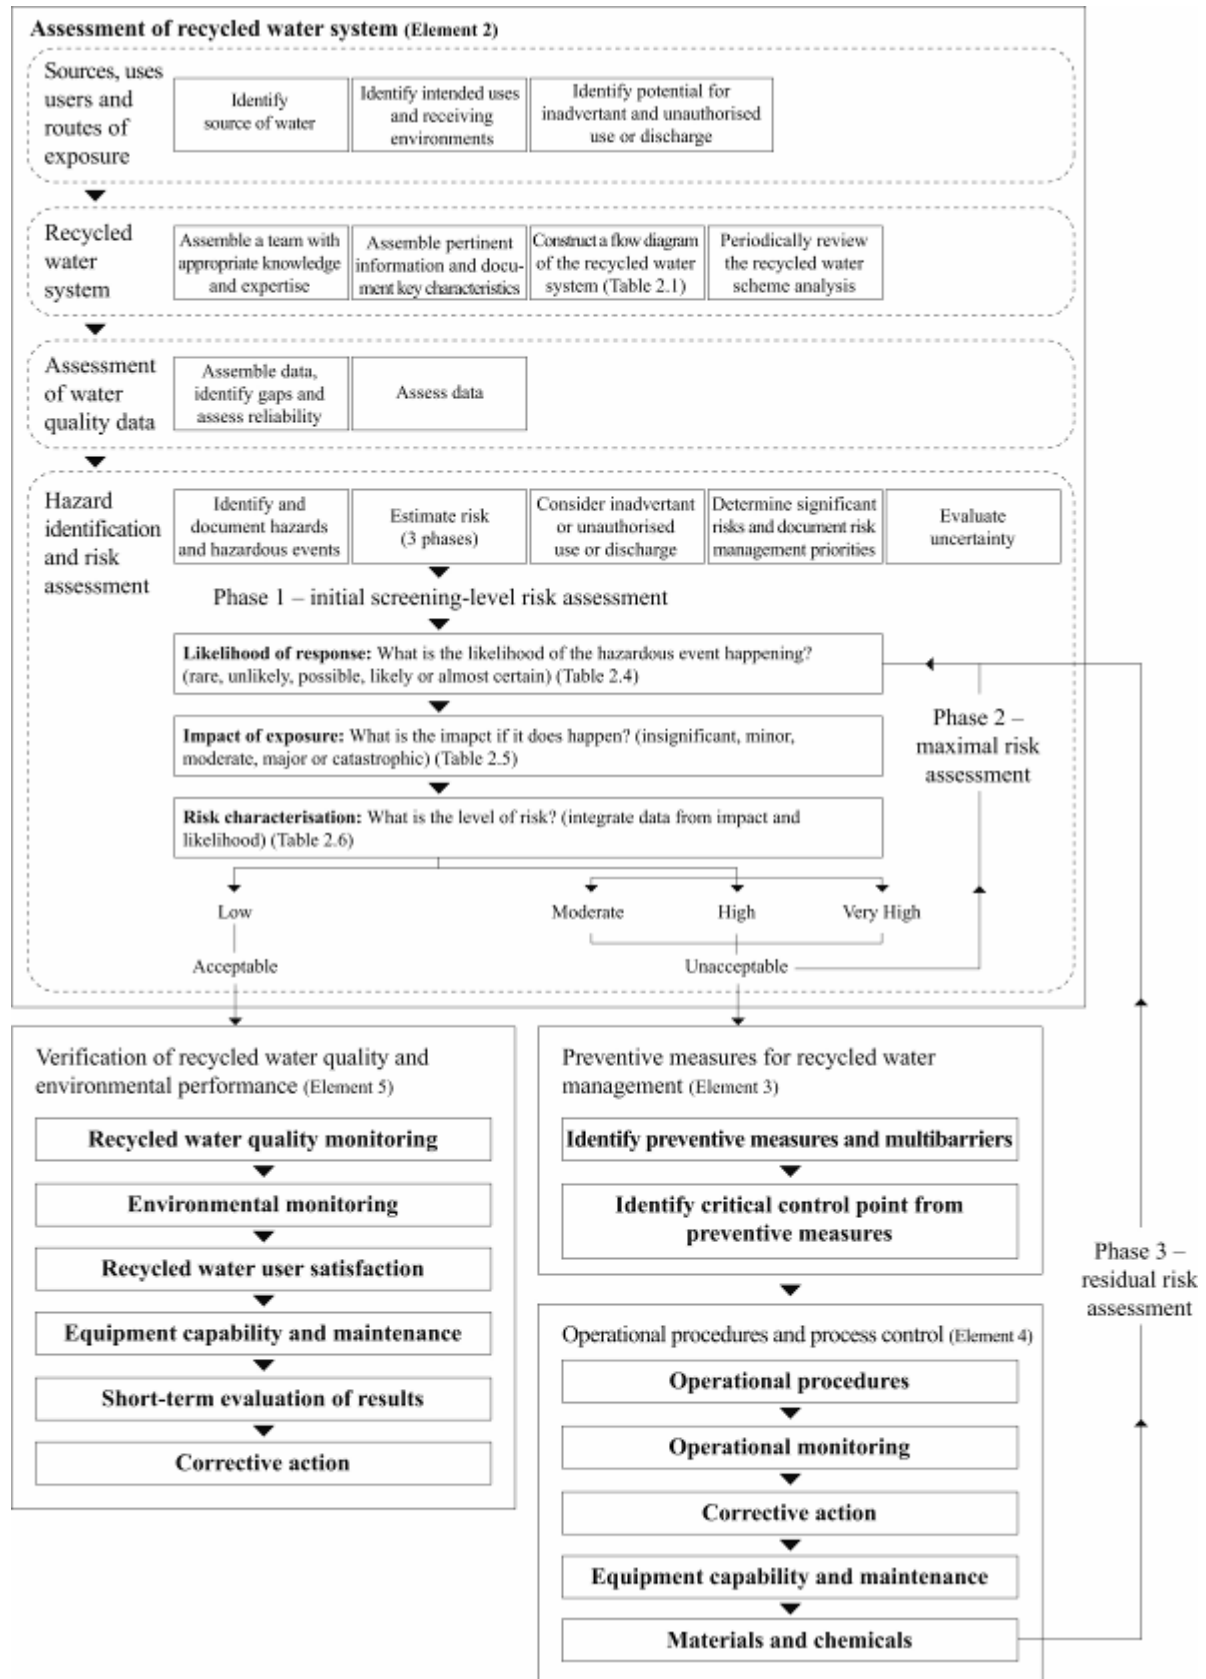 Assessment of recycled water system (Element 2)
Sources, uses
users and
routes of
exposure
Identify
source of water
Identify intended uses
and receiving
environments
Identify potential for
inadvertant and unauthorised
use or discharge
Recycled
water
system
Assemble a team with
appropriate knowledge
and expertise
Assemble pertinent
information and docu-
ment key characteristics
Construct a flow diagram
of the recycled water
system (Table 2.1)
Periodically review
the recycled water
scheme analysis
Assessment
of water
quality data
Assemble data,
identify gaps and
assess reliability
Assess data
Hazard
identification
and risk
assessment
Identify and
document hazards
and hazardous events
Estimate risk
(3 phases)
Consider inadvertant
or unauthorised
use or discharge
Determine significant
risks and document risk
management priorities
Evaluate
uncertainty
Phase 1 – initial screening-level risk assessment
Likelihood of response: What is the likelihood of the hazardous event happening?
(rare, unlikely, possible, likely or almost certain) (Table 2.4)
Impact of exposure: What is the imapct if it does happen? (insignificant, minor,
moderate, major or catastrophic) (Table 2.5)
Risk characterisation: What is the level of risk? (integrate data from impact and
likelihood) (Table 2.6)
Phase 2 –
maximal risk
assessment
Low
Moderate
High
Very High
Acceptable
Unacceptable
Verification of recycled water quality and
environmental performance (Element 5)
Recycled water quality monitoring
Environmental monitoring
Recycled water user satisfaction
Equipment capability and maintenance
Short-term evaluation of results
Corrective action
Preventive measures for recycled water
management (Element 3)
Identify preventive measures and multibarriers
Identify critical control point from
preventive measures
Operational procedures and process control (Element 4)
Operational procedures
Operational monitoring
Corrective action
Equipment capability and maintenance
Materials and chemicals
Phase 3 –
residual risk
assessment